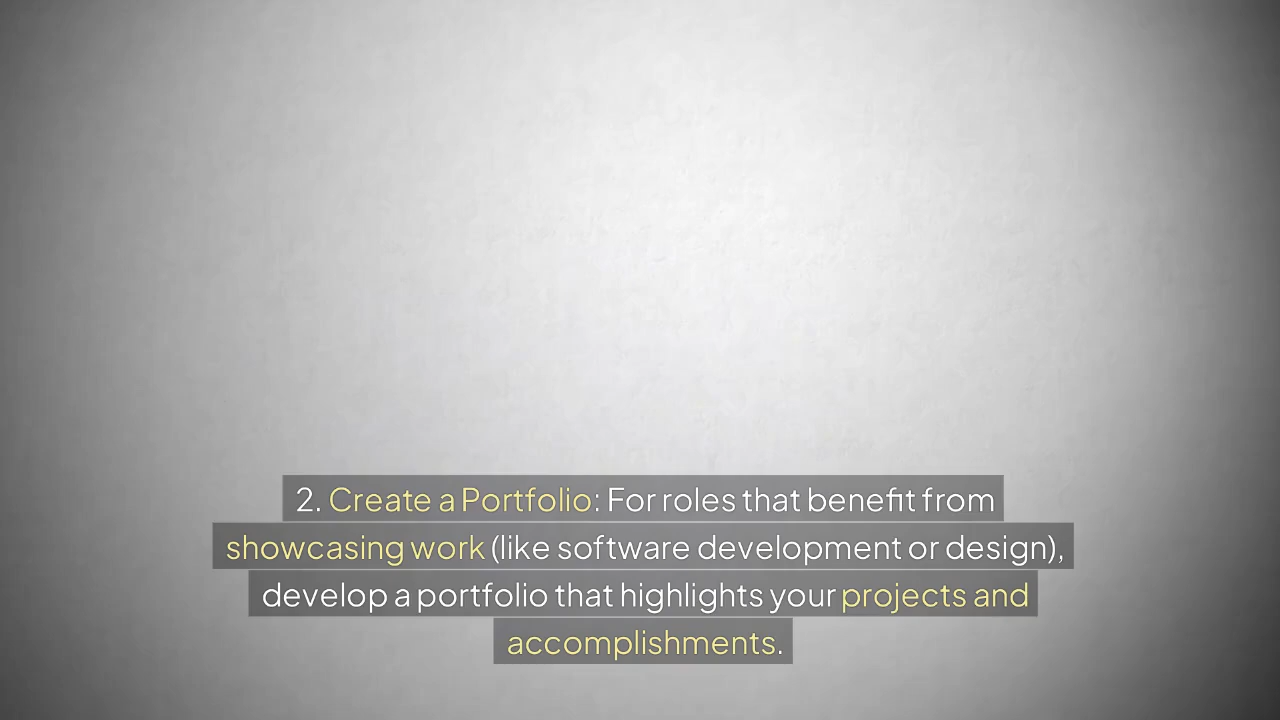 2. Create a Portfolio: For roles that benefit from
showcasing work (like software development or design),
develop a portfolio that highlights your projects and
accomplishments.